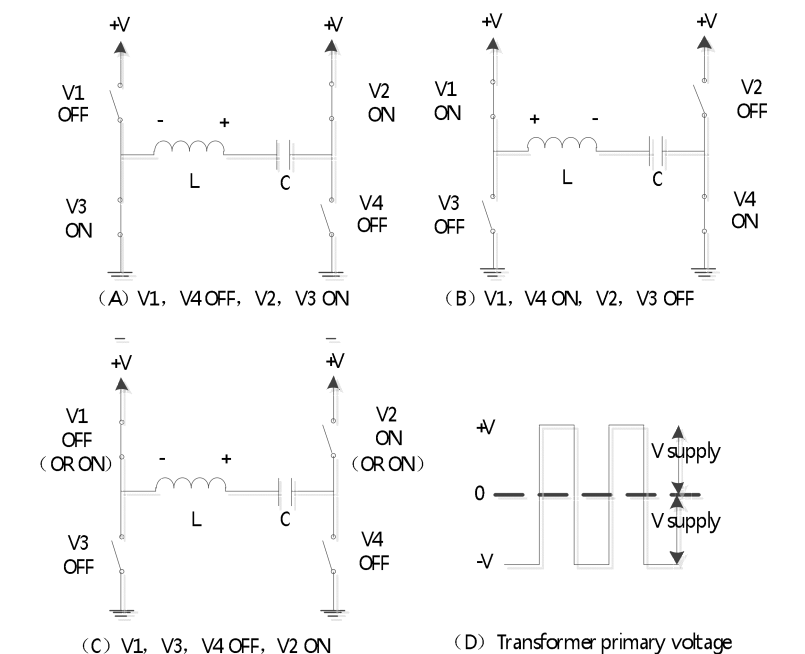 +V
+V
V1
OFF
V2
ON
-
+
L
C
V3
ON
V4
OFF
（A）V1， V4 OFF， V2， V3 ON
+V
+V
V1
ON
V2
OFF
+
-
L
C
V3
OFF
V4
ON
（B）V1， V4 ON， V2， V3 OFF
+V
+V
V1
OFF
（OR ON）
V2
ON
（OR ON）
-
+
L
C
V3
OFF
V4
OFF
（C）V1， V3， V4 OFF， V2 ON
+V
V supply
0
V supply
-V
（D）Transformer primary voltage